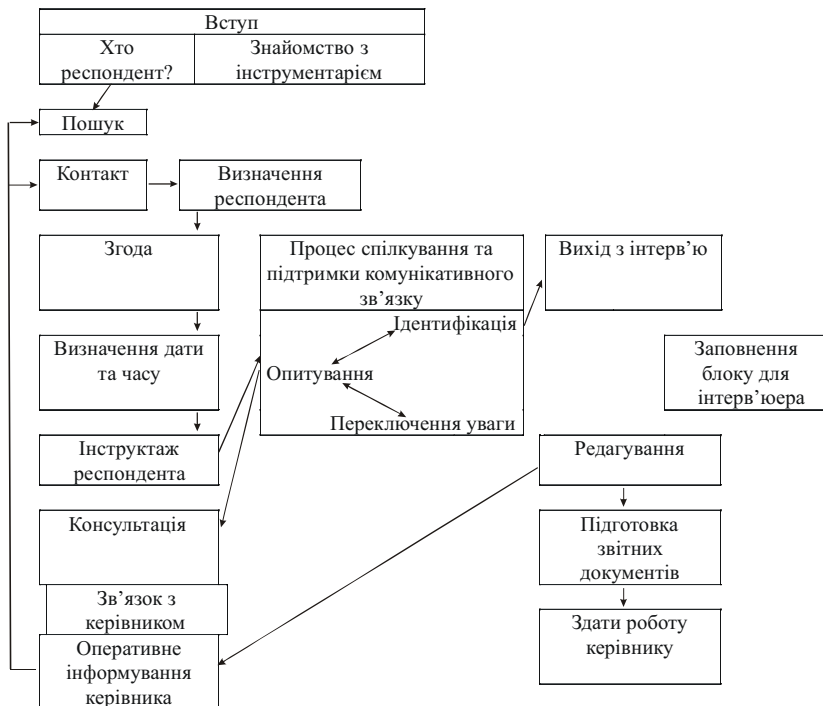 Вступ
Хто
респондент?
Знайомство з
інструментарієм
Пошук
Контакт
Визначення
респондента
Згода
Процес спілкування та
підтримки комунікативного
зв’язку
Вихід з інтерв’ю
Ідентифікація
Визначення дати
та часу
Опитування
Заповнення
блоку для
інтерв’юера
Переключення уваги
Інструктаж
респондента
Редагування
Консультація
Підготовка
звітних
документів
Зв’язок з
керівником
Здати роботу
керівнику
Оперативне
інформування
керівника